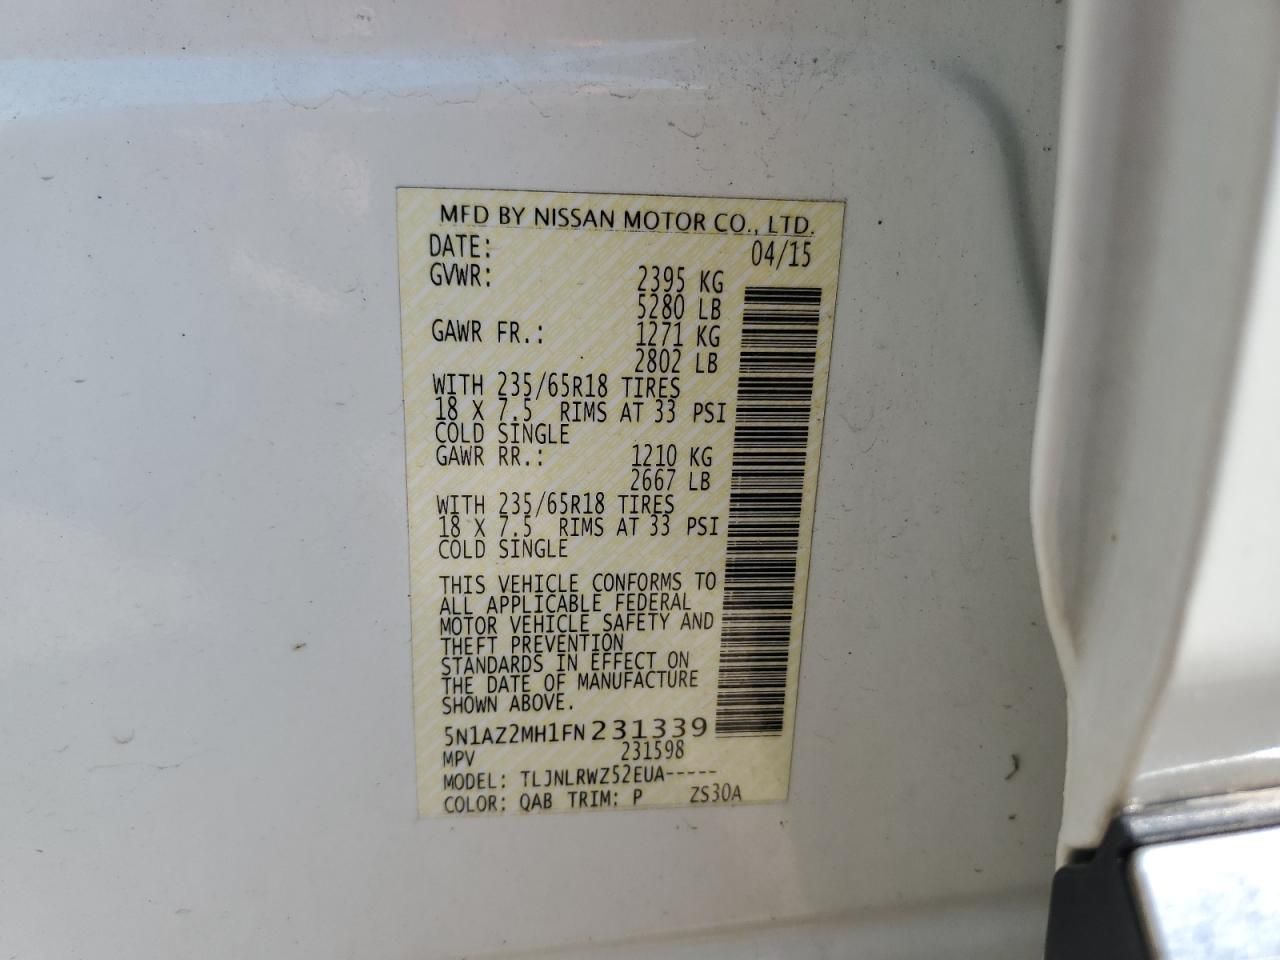 MFD BY NISSAN MOTOR CO., LTD.
DATE: 04/15
GVWR: 2395 KG
5280 LB
GAWR FR.: 1271 KG
2802 LB
WITH 235/65R18 TIRES
18 X 7.5 RIMS AT 33 PSI
COLD SINGLE
GAWR RR.: 1210 KG
2667 LB
WITH 235/65R18 TIRES
18 X 7.5 RIMS AT 33 PSI
COLD SINGLE
THIS VEHICLE CONFORMS TO
ALL APPLICABLE FEDERAL
MOTOR VEHICLE SAFETY AND
THEFT PREVENTION
STANDARDS IN EFFECT ON
THE DATE OF MANUFACTURE
SHOWN ABOVE.
5N1AZ2MH1FN231339
MPV 231598
MODEL: TLJNLRWZ52EUA-----
COLOR: QAB TRIM: P ZS30A